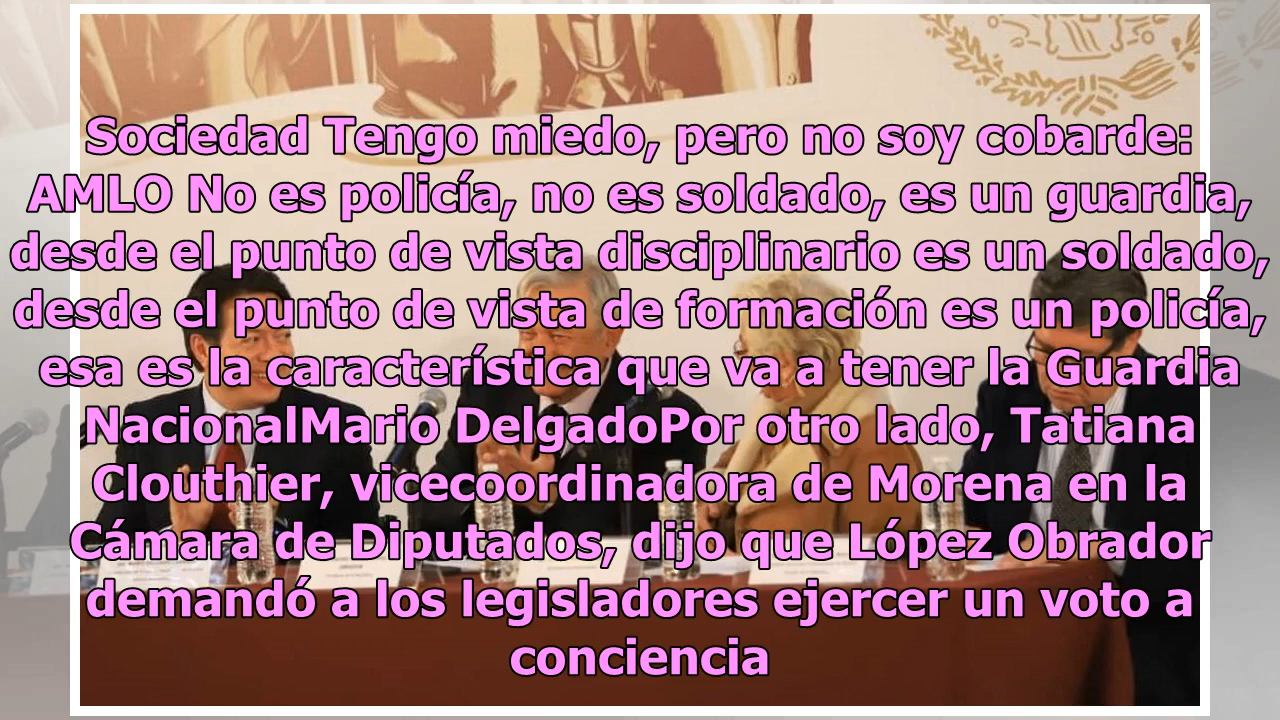 Sociedad Tengo miedo, pero no soy cobarde:
AMLO No es policía, no es soldado, es un guardia,
desde el punto de vista disciplinario es un soldado,
desde el punto de vista de formación es un policía,
esa es la característica que va a tener la Guardia
NacionalMario DelgadoPor otro lado, Tatiana
Clouthier, vicecoordinadora de Morena en la
Cámara de Diputados, dijo que López Obrador
demandó a los legisladores ejercer un voto a
conciencia